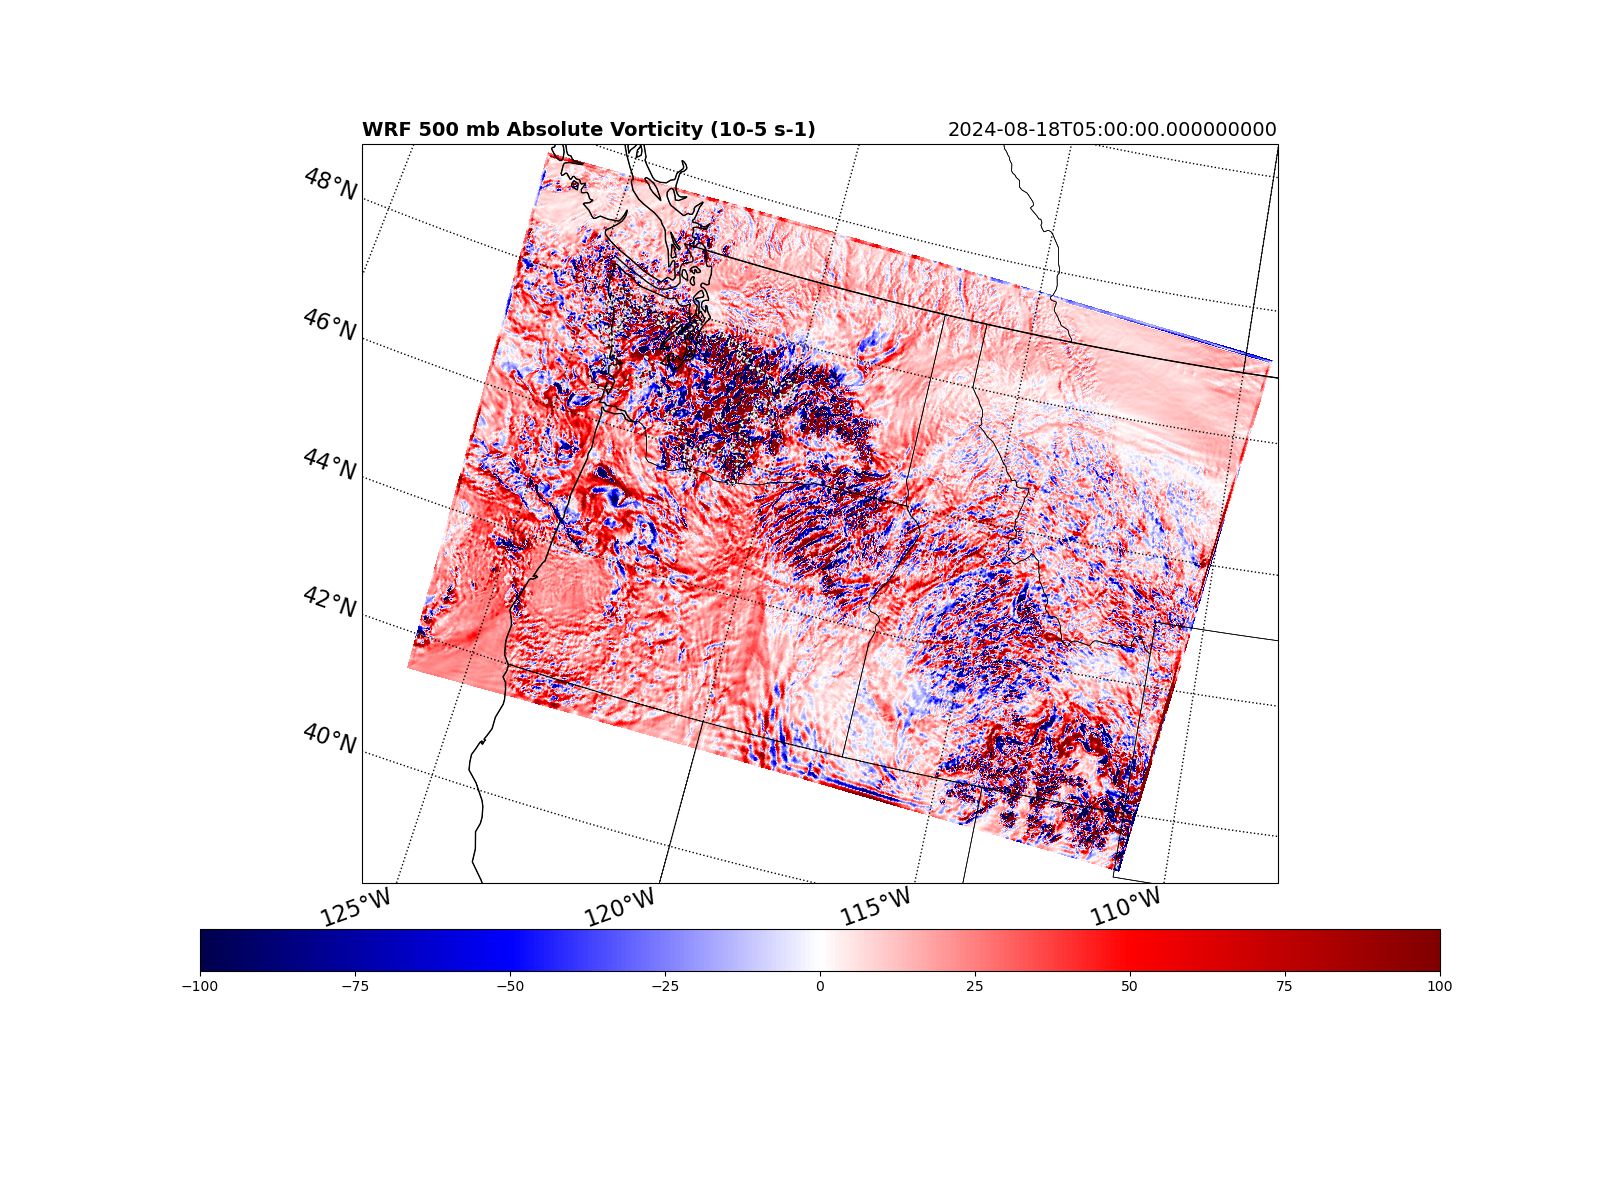 WRF 500 mb Absolute Vorticity (10-5 s-1)
2024-08-18T05:00:00.000000000
48°N
46°N
44°N
42°N
40°N
125°W
120°W
115°W
110°W
−100
−75
−50
−25
0
25
50
75
100